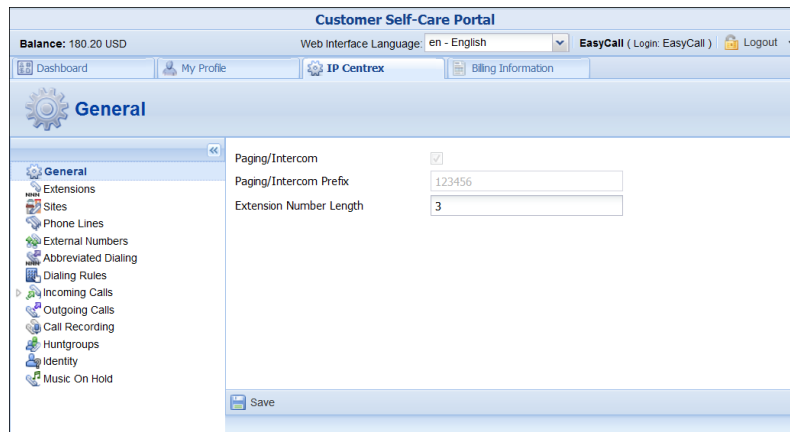 Customer Self-Care Portal
Balance: 180.20 USD Web Interface Language: en - English EasyCall ( Login: EasyCall ) Logout
Dashboard My Profile IP Centrex Billing Information
General
General
Extensions
Sites
Phone Lines
External Numbers
Abbreviated Dialing
Dialing Rules
Incoming Calls
Outgoing Calls
Call Recording
Huntgroups
Identity
Music On Hold
Paging/Intercom
Paging/Intercom Prefix 123456
Extension Number Length 3
Save